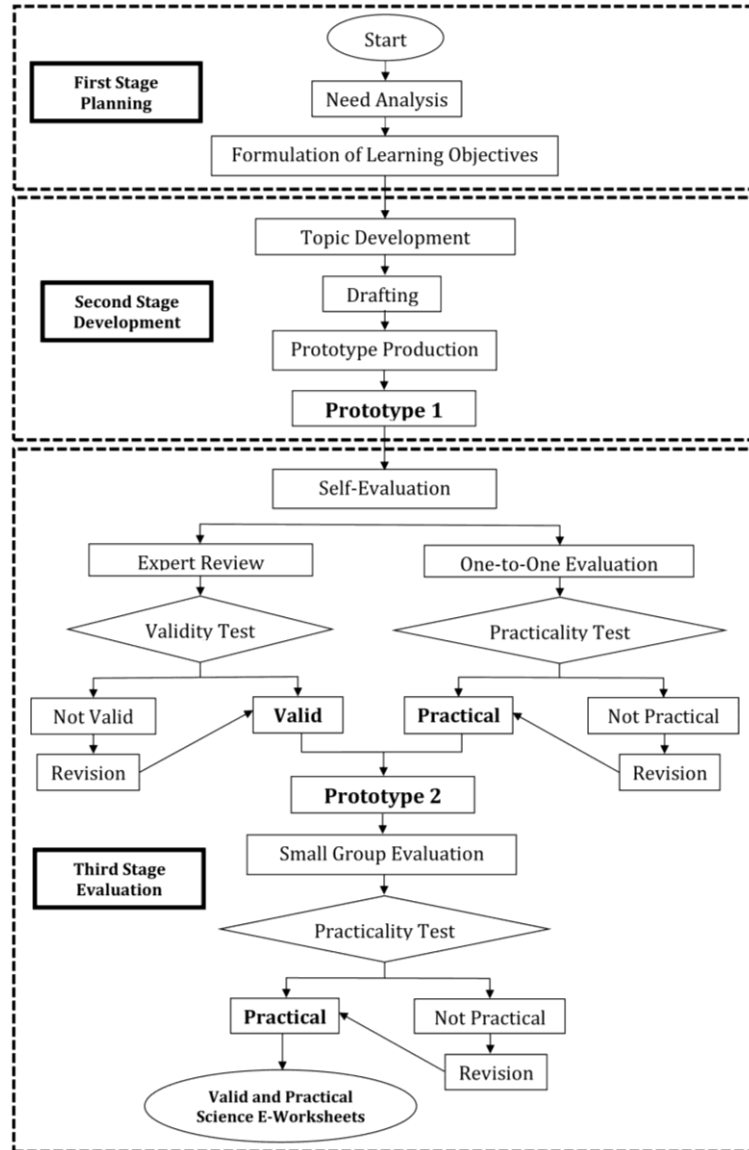 Start
First Stage
Planning
Need Analysis
Formulation of Learning Objectives
Topic Development
Second Stage
Development
Drafting
Prototype Production
Prototype 1
Self-Evaluation
Expert Review
One-to-One Evaluation
Validity Test
Practicality Test
Not Valid
Valid
Practical
Not Practical
Revision
Revision
Prototype 2
Small Group Evaluation
Third Stage
Evaluation
Practicality Test
Practical
Not Practical
Revision
Valid and Practical
Science E-Worksheets